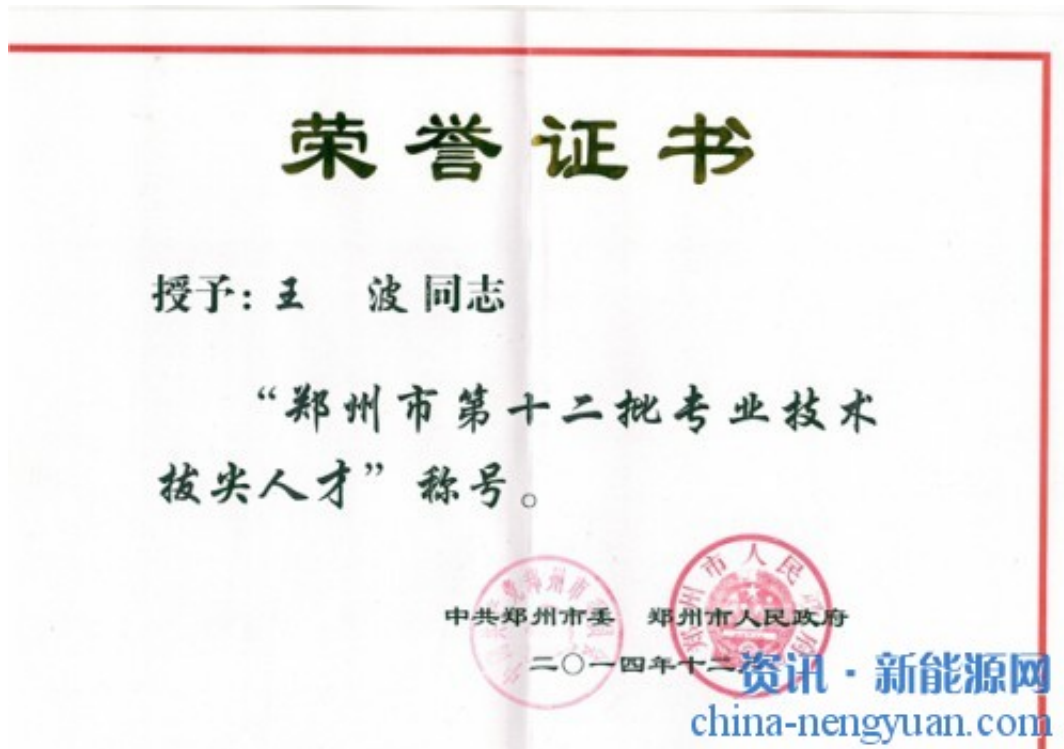 荣誉证书
授予：王 波 同志
“郑州市第十二批专业技术
拔尖人才”称号。
中共郑州市委 郑州市人民政府
二〇一四年十二
资讯·新能源网
china-nengyuan.com